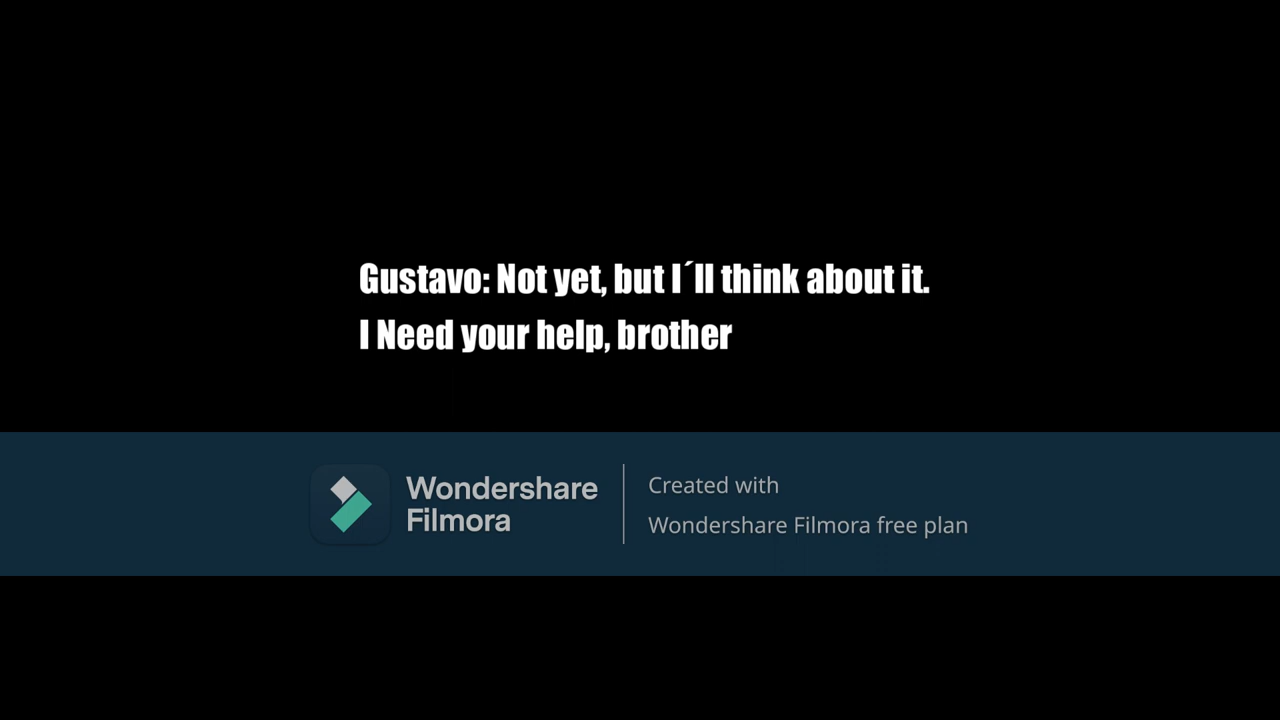 Gustavo: Not yet, but I´ll think about it.
I Need your help, brother
Wondershare
Filmora
Created with
Wondershare Filmora free plan